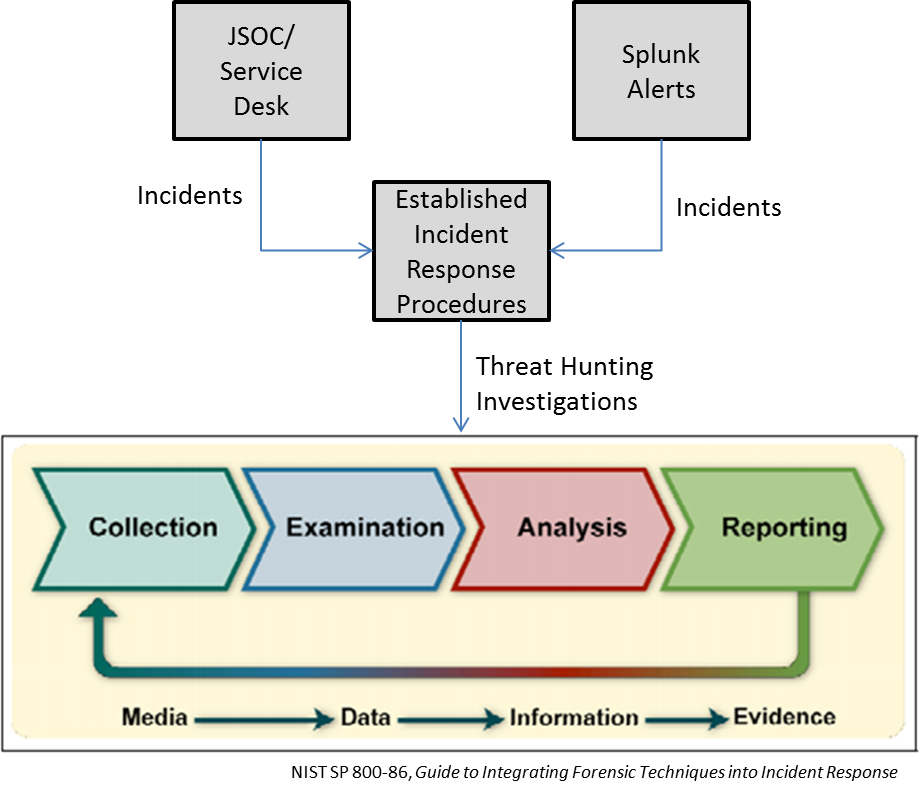 JSOC/
Service
Desk
Splunk
Alerts
Incidents
Incidents
Established
Incident
Response
Procedures
Threat Hunting
Investigations
Collection
Examination
Analysis
Reporting
Media
Data
Information
Evidence
NIST SP 800-86, Guide to Integrating Forensic Techniques into Incident Response